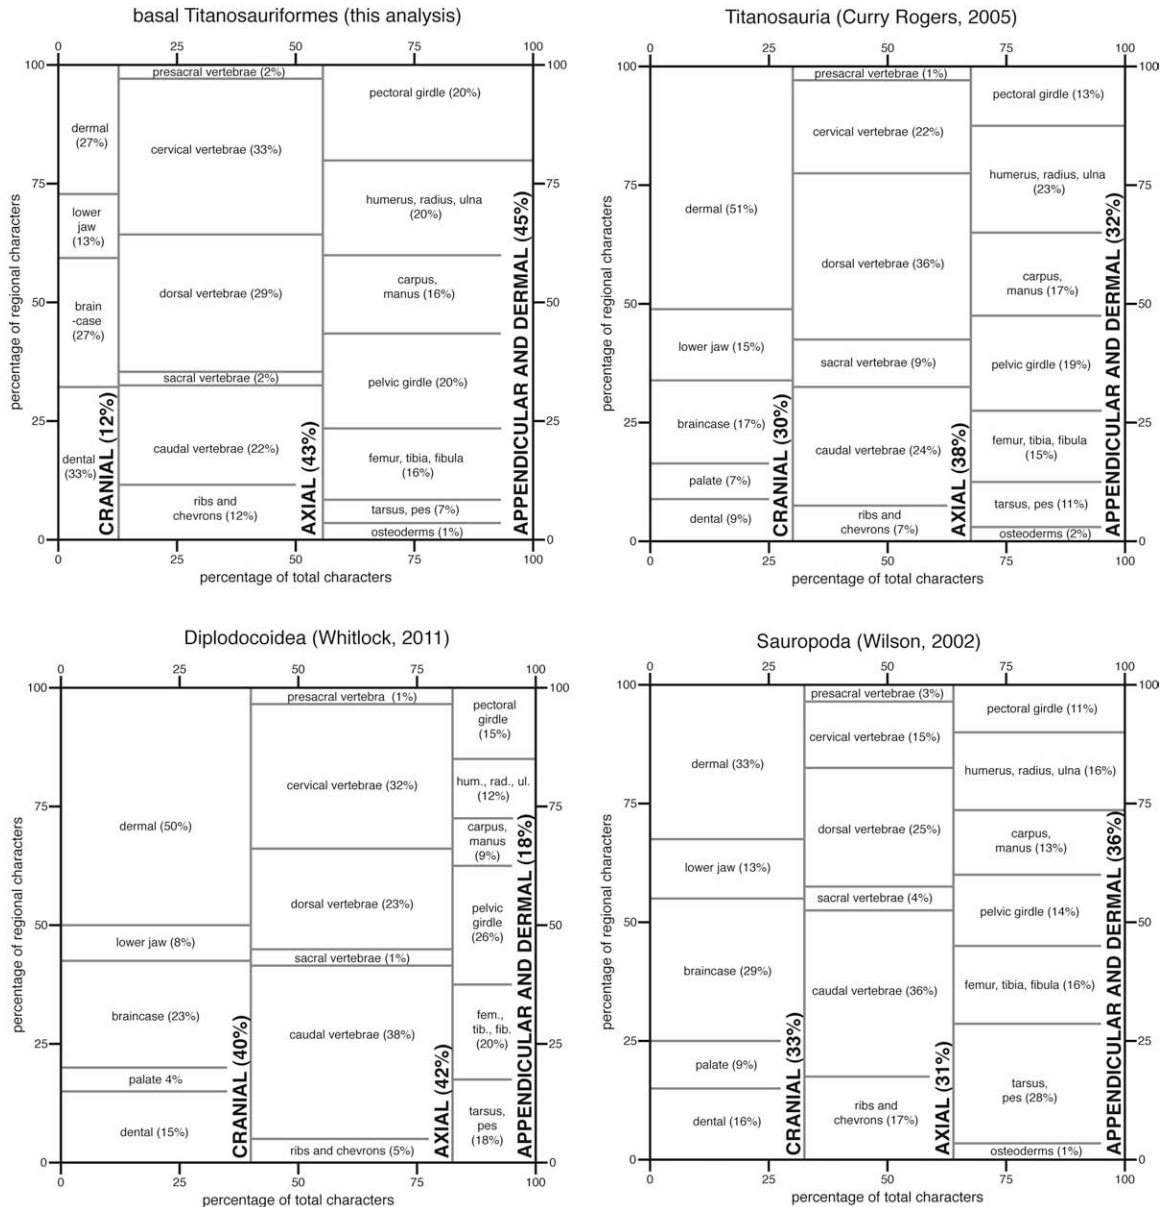 basal Titanosauriformes (this analysis)
0
25
50
75
100
percentage of regional characters
100
75
50
25
0
100
75
50
25
0
dermal
(27%)
lower
jaw
(13%)
brain
-case
(27%)
dental
(33%)
CRANIAL (12%)
presacral vertebrae (2%)
cervical vertebrae (33%)
dorsal vertebrae (29%)
sacral vertebrae (2%)
caudal vertebrae (22%)
ribs and
chevrons (12%)
AXIAL (43%)
pectoral girdle (20%)
humerus, radius, ulna
(20%)
carpus,
manus (16%)
pelvic girdle (20%)
femur, tibia, fibula
(16%)
tarsus, pes (7%)
osteoderms (1%)
APPENDICULAR AND DERMAL (45%)
0
25
50
75
100
percentage of total characters
Titanosauria (Curry Rogers, 2005)
0
25
50
75
100
percentage of regional characters
100
75
50
25
0
100
75
50
25
0
dermal (51%)
lower jaw (15%)
braincase (17%)
palate (7%)
dental (9%)
CRANIAL (30%)
presacral vertebrae (1%)
cervical vertebrae (22%)
dorsal vertebrae (36%)
sacral vertebrae (9%)
caudal vertebrae (24%)
ribs and
chevrons (7%)
AXIAL (38%)
pectoral girdle (13%)
humerus, radius, ulna
(23%)
carpus,
manus (17%)
pelvic girdle (19%)
femur, tibia, fibula
(15%)
tarsus, pes (11%)
osteoderms (2%)
APPENDICULAR AND DERMAL (32%)
0
25
50
75
100
percentage of total characters
Diplodocoidea (Whitlock, 2011)
0
25
50
75
100
percentage of regional characters
100
75
50
25
0
100
75
50
25
0
dermal (50%)
lower jaw (8%)
braincase (23%)
palate 4%
dental (15%)
CRANIAL (40%)
presacral vertebra (1%)
cervical vertebrae (32%)
dorsal vertebrae (23%)
sacral vertebrae (1%)
caudal vertebrae (38%)
ribs and chevrons (5%)
AXIAL (42%)
pectoral
girdle
(15%)
hum., rad., ul.
(12%)
carpus,
manus
(9%)
pelvic
girdle
(26%)
fem.,
tib., fib.
(20%)
tarsus,
pes
(18%)
APPENDICULAR AND DERMAL (18%)
0
25
50
75
100
percentage of total characters
Sauropoda (Wilson, 2002)
0
25
50
75
100
percentage of regional characters
100
75
50
25
0
100
75
50
25
0
dermal (33%)
lower jaw (13%)
braincase (29%)
palate (9%)
dental (16%)
CRANIAL (33%)
presacral vertebrae (3%)
cervical vertebrae (15%)
dorsal vertebrae (25%)
sacral vertebrae (4%)
caudal vertebrae (36%)
ribs and
chevrons (17%)
AXIAL (31%)
pectoral girdle (11%)
humerus, radius, ulna (16%)
carpus,
manus (13%)
pelvic girdle (14%)
femur, tibia, fibula (16%)
tarsus,
pes (28%)
osteoderms (1%)
APPENDICULAR AND DERMAL (36%)
0
25
50
75
100
percentage of total characters